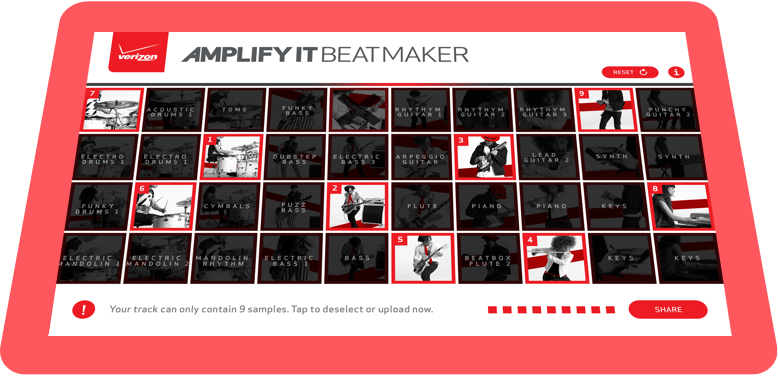 verizon
AMPLIFY IT BEATMAKER
RESET
i
7
ACOUSTIC DRUMS 1
TOMS
FUNKY BASS
RHYTHYM GUITAR 1
RHYTHYM GUITAR 2
RHYTHYM GUITAR 3
9
PUNCHY GUITAR 2
ELECTRO DRUMS 1
ELECTRO DRUMS 1
1
DUBSTEP BASS
ELECTRIC BASS 3
ARPEGGIO GUITAR
3
LEAD GUITAR 2
SYNTH
SYNTH
FUNKY DRUMS 1
6
CYMBALS
FUZZ BASS
2
FLUTE
PIANO
PIANO
KEYS
8
ELECTRIC MANDOLIN 1
ELECTRIC MANDOLIN 2
MANDOLIN RHYTHM
ELECTRIC BASS 1
BASS
5
BEATBOX FLUTE 2
4
KEYS
KEYS
! Your track can only contain 9 samples. Tap to deselect or upload now.
SHARE